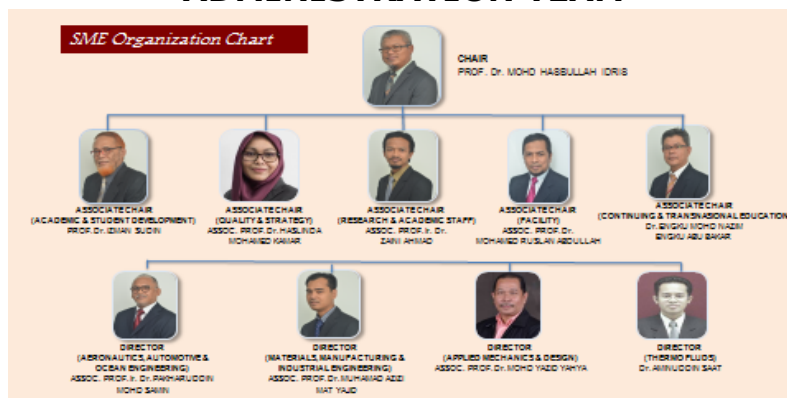 ADMINISTRATION TEAM
SME Organization Chart
CHAIR
PROF. Dr. MOHD HASBULLAH IDRIS
ASSOCIATE CHAIR
(ACADEMIC & STUDENT DEVELOPMENT)
PROF. Dr. IZMAN SUDIN
ASSOCIATE CHAIR
(QUALITY & STRATEGY)
ASSOC. PROF. Dr. HASLINDA
MOHAMED KAMAR
ASSOCIATE CHAIR
(RESEARCH & ACADEMIC STAFF)
ASSOC. PROF. Ir. Dr.
ZAINI AHMAD
ASSOCIATE CHAIR
(FACILITY)
ASSOC. PROF. Dr.
MOHAMED RUSLAN ABDULLAH
ASSOCIATE CHAIR
(CONTINUING & TRANSNASIONAL EDUCATION
Dr. ENGKU MOHD NAZIM
ENGKU ABU BAKAR
DIRECTOR
(AERONAUTICS, AUTOMOTIVE &
OCEAN ENGINEERING)
ASSOC. PROF. Ir. Dr. PAKHARUDDIN
MOHD SAMIN
DIRECTOR
(MATERIALS, MANUFACTURING &
INDUSTRIAL ENGINEERING)
ASSOC. PROF. Dr. MUHAMAD AZIZI
MAT YAJID
DIRECTOR
(APPLIED MECHANICS & DESIGN)
ASSOC. PROF. Dr. MOHD YAZID YAHYA
DIRECTOR
(THERMO FLUIDS)
Dr. AMINUDDIN SAAT